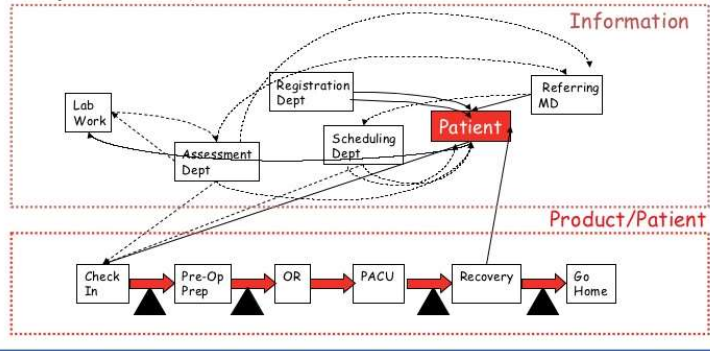 Information
Registration
Dept
Referring
MD
Lab
Work
Patient
Scheduling
Dept
Assessment
Dept
Product/Patient
Check
In
Pre-Op
Prep
OR
PACU
Recovery
Go
Home